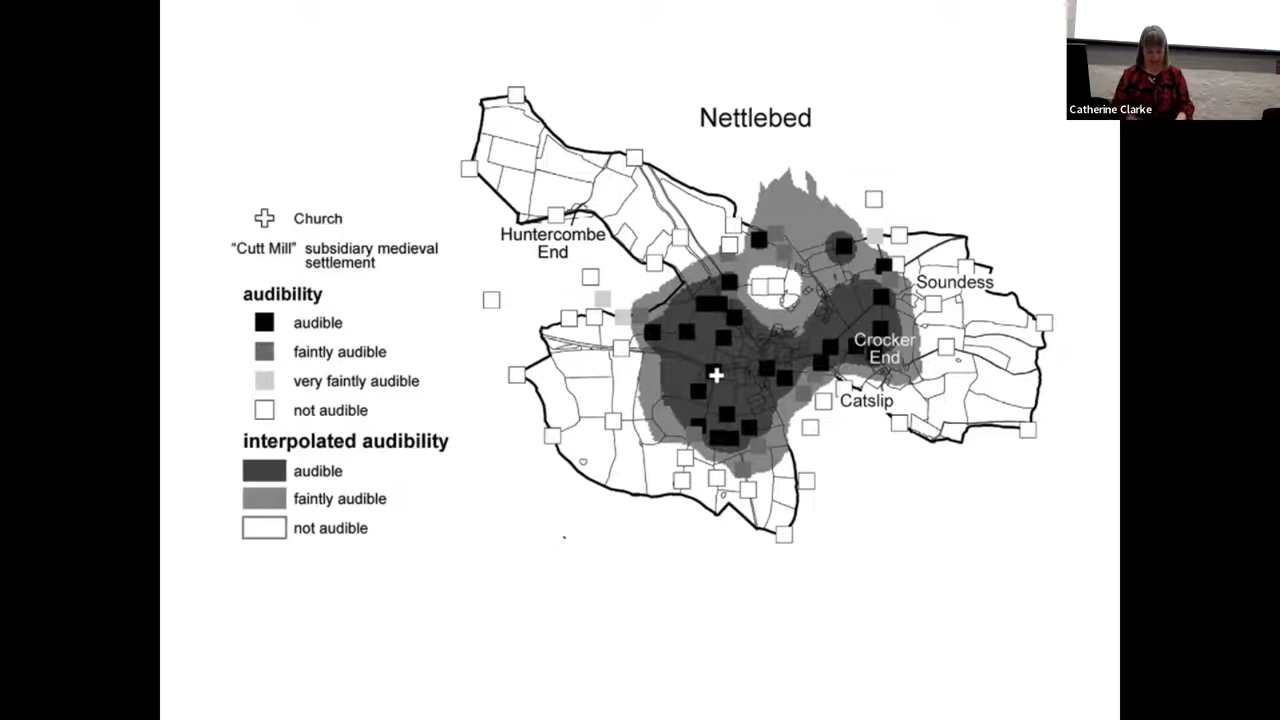 Catherine Clarke
Nettlebed
Church
"Cutt Mill" subsidiary medieval
settlement
audibility
audible
faintly audible
very faintly audible
not audible
interpolated audibility
audible
faintly audible
not audible
Huntercombe
End
Soundess
Crocker
End
Catslip